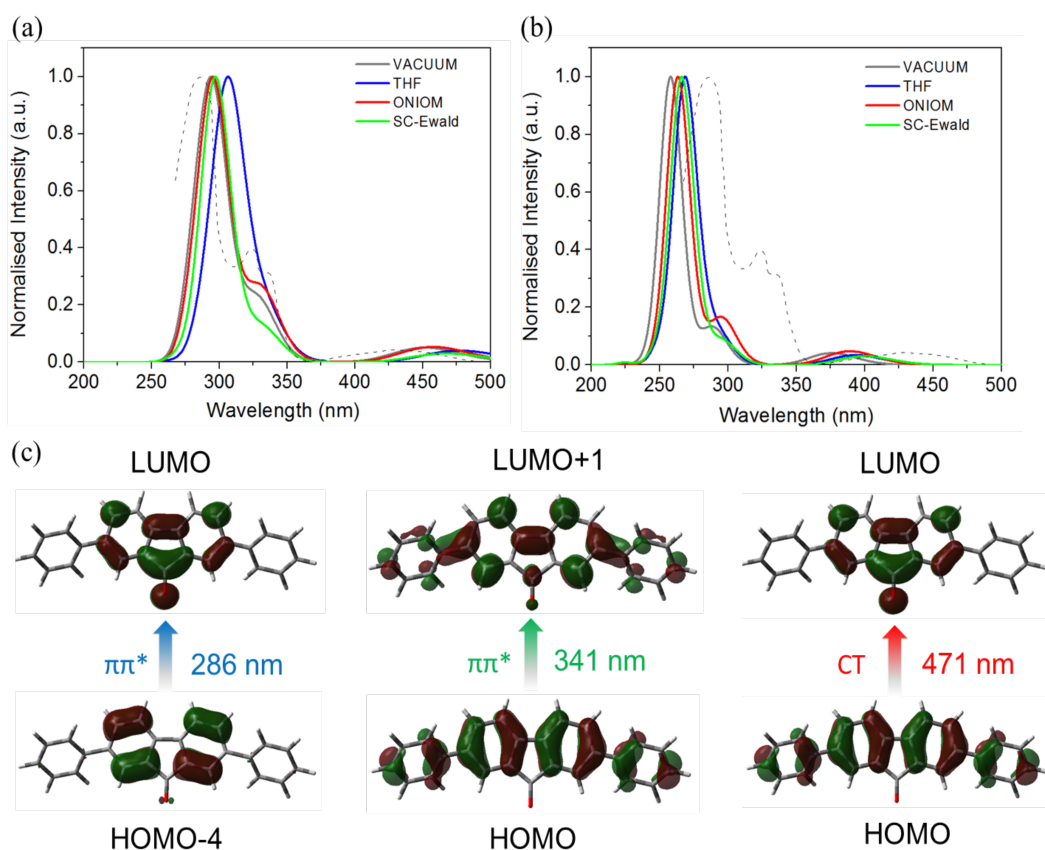 (a)
(b)
Normalised Intensity (a.u.)
1.0
0.8
0.6
0.4
0.2
0.0
VACUUM
THF
ONIOM
SC-Ewald
200 250 300 350 400 450 500
Wavelength (nm)
Normalised Intensity (a.u.)
1.0
0.8
0.6
0.4
0.2
0.0
VACUUM
THF
ONIOM
SC-Ewald
200 250 300 350 400 450 500
Wavelength (nm)
(c)
LUMO LUMO+1 LUMO
ππ* 286 nm ππ* 341 nm CT 471 nm
HOMO-4 HOMO HOMO